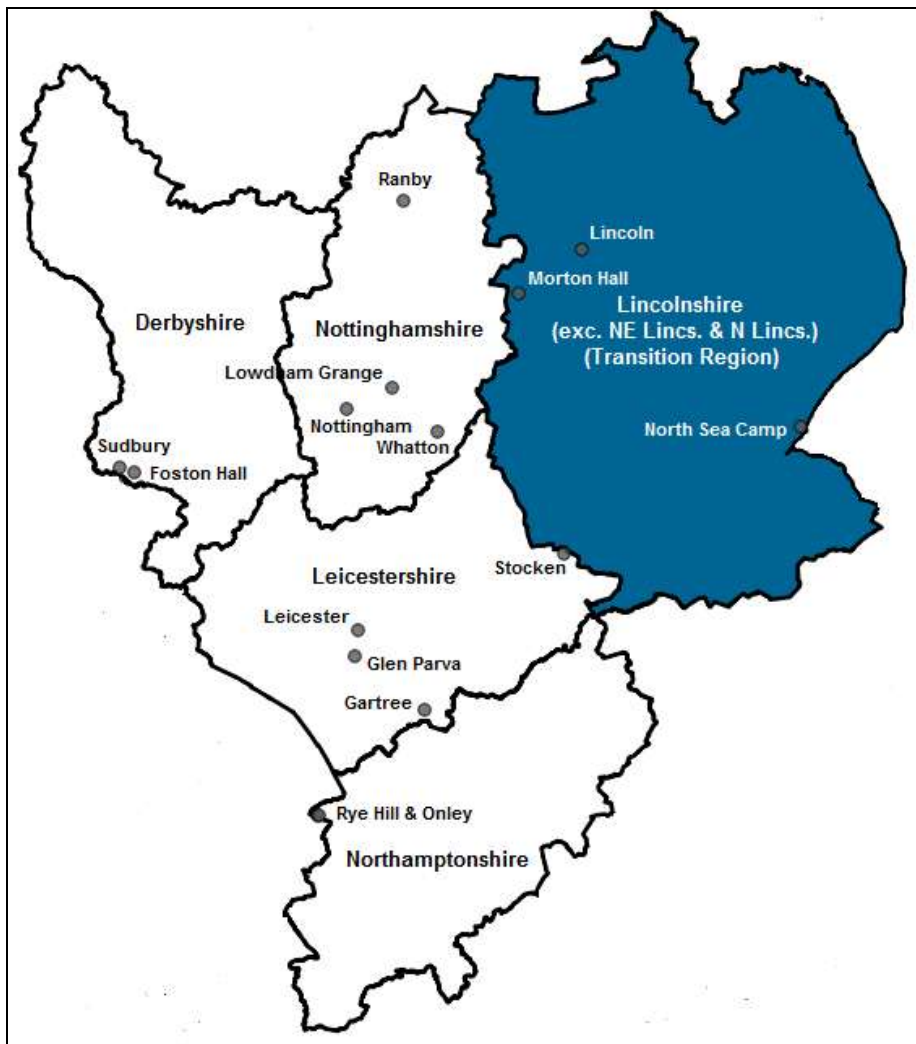 Ranby
Lincoln
Morton Hall
Lincolnshire
(exc. NE Lincs. & N Lincs.)
(Transition Region)
Derbyshire
Nottinghamshire
Lowdham Grange
Nottingham
Whatton
North Sea Camp
Sudbury
Foston Hall
Stocken
Leicestershire
Leicester
Glen Parva
Gartree
Rye Hill & Onley
Northamptonshire